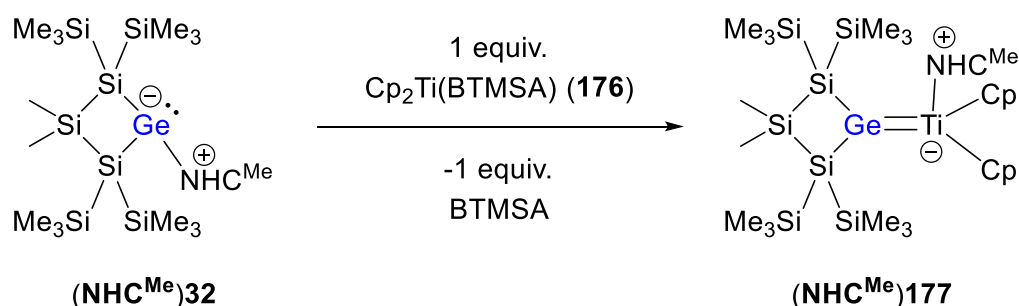 Me3Si SiMe3
Si
Si
Ge
Si
NHCMe
Me3Si SiMe3
(NHCMe)32
1 equiv.
Cp2Ti(BTMSA) (176)
-1 equiv.
BTMSA
Me3Si SiMe3
NHCMe
Si
Cp
Si
Ge Ti
Si
Cp
Me3Si SiMe3
(NHCMe)177